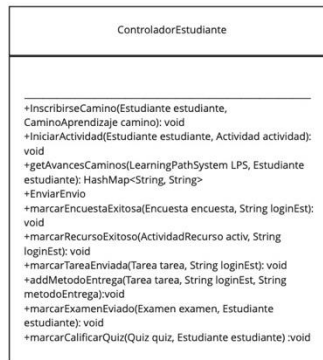 ControladorEstudiante
+InscribirseCamino(Estudiante estudiante,
CaminoAprendizaje camino): void
+IniciarActividad(Estudiante estudiante, Actividad actividad):
void
+getAvancesCaminos(LearningPathSystem LPS, Estudiante
estudiante): HashMap<String, String>
+EnviarEnvio
+marcarEncuestaExitosa(Encuesta encuesta, String loginEst):
void
+marcarRecursoExitoso(ActividadRecurso activ, String
loginEst): void
+marcarTareaEnviada(Tarea tarea, String loginEst): void
+addMetodoEntrega(Tarea tarea, String loginEst, String
metodoEntrega):void
+marcarExamenEviado(Examen examen, Estudiante
estudiante): void
+marcarCalificarQuiz(Quiz quiz, Estudiante estudiante) :void